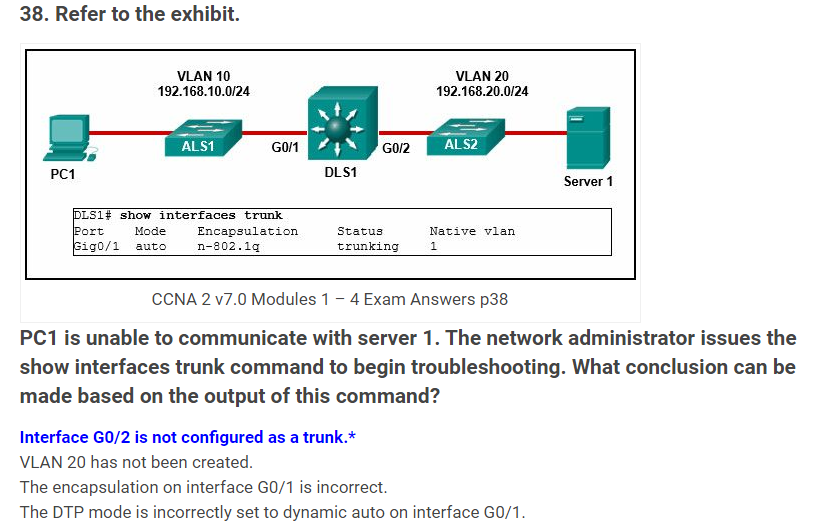 38. Refer to the exhibit.
VLAN 10
192.168.10.0/24
VLAN 20
192.168.20.0/24
ALS1
G0/1
G0/2
ALS2
PC1
DLS1
Server 1
DLS1# show interfaces trunk
Port Mode Encapsulation Status Native vlan
Gig0/1 auto n-802.1q trunking 1
CCNA 2 v7.0 Modules 1 – 4 Exam Answers p38
PC1 is unable to communicate with server 1. The network administrator issues the
show interfaces trunk command to begin troubleshooting. What conclusion can be
made based on the output of this command?
Interface G0/2 is not configured as a trunk.*
VLAN 20 has not been created.
The encapsulation on interface G0/1 is incorrect.
The DTP mode is incorrectly set to dynamic auto on interface G0/1.